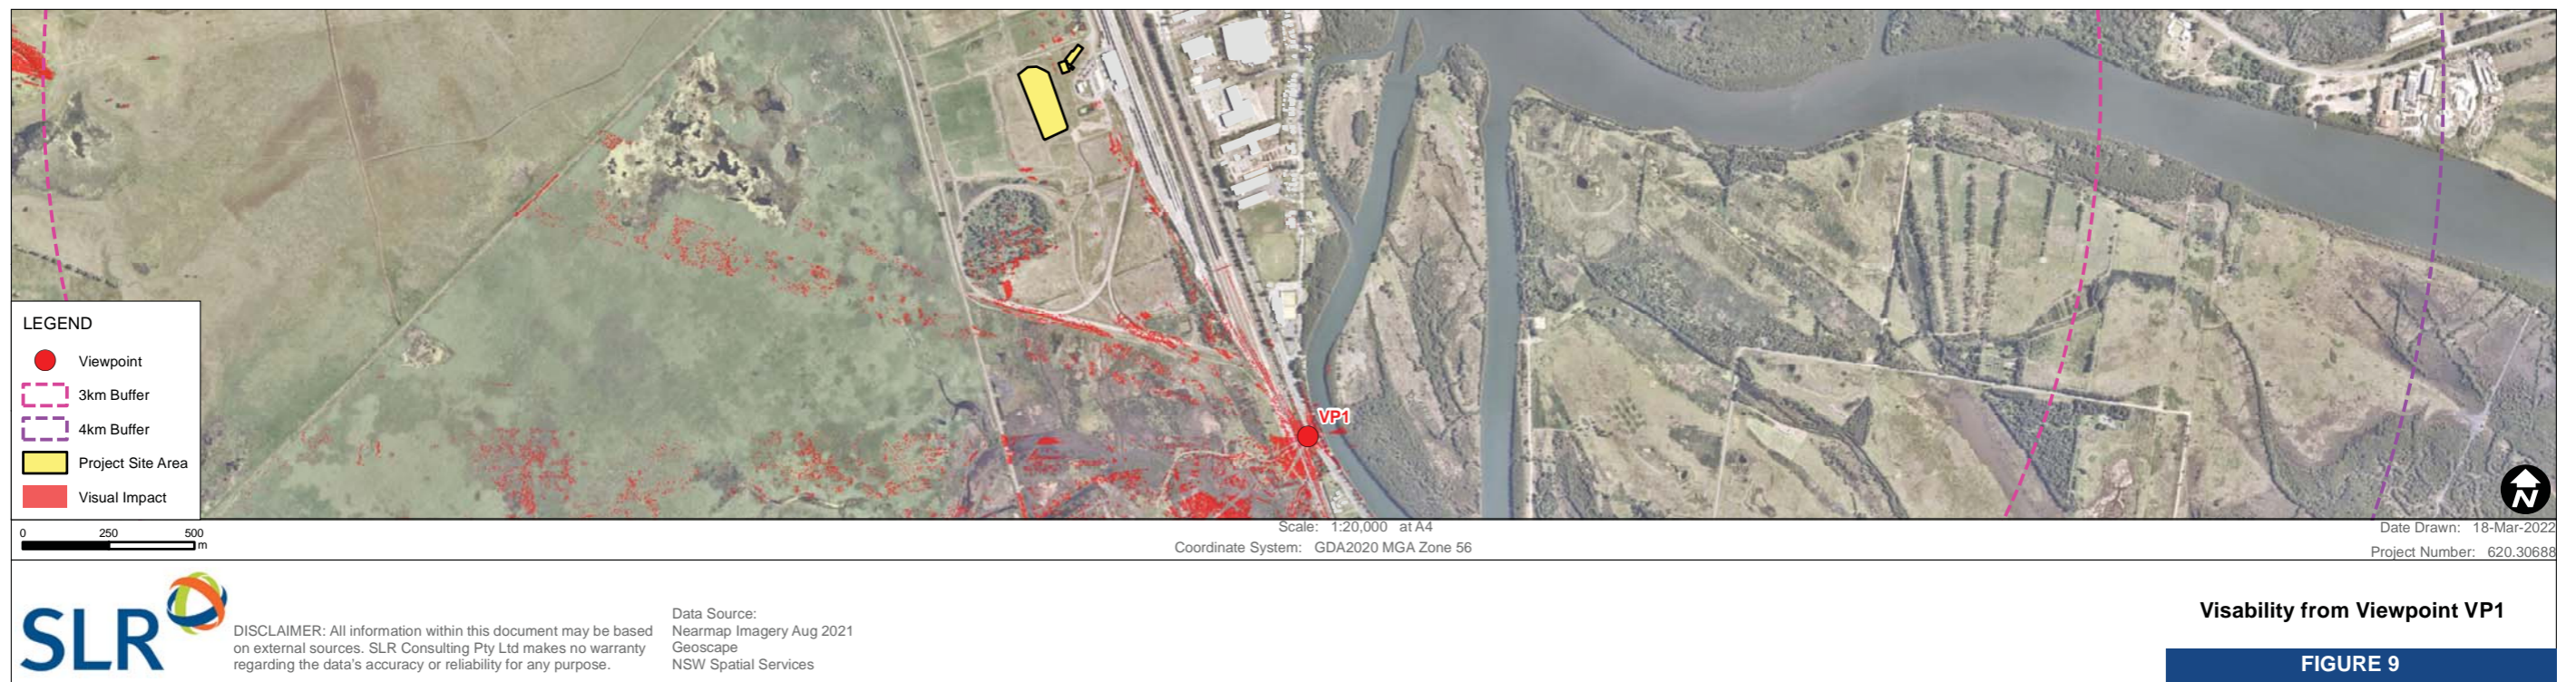 VP1
LEGEND
Viewpoint
3km Buffer
4km Buffer
Project Site Area
Visual Impact
N
0 250 500
m
Scale: 1:20,000 at A4
Coordinate System: GDA2020 MGA Zone 56
Date Drawn: 18-Mar-2022
Project Number: 620.30688
SLR
DISCLAIMER: All information within this document may be based
on external sources. SLR Consulting Pty Ltd makes no warranty
regarding the data's accuracy or reliability for any purpose.
Data Source:
Nearmap Imagery Aug 2021
Geoscape
NSW Spatial Services
Visability from Viewpoint VP1
FIGURE 9